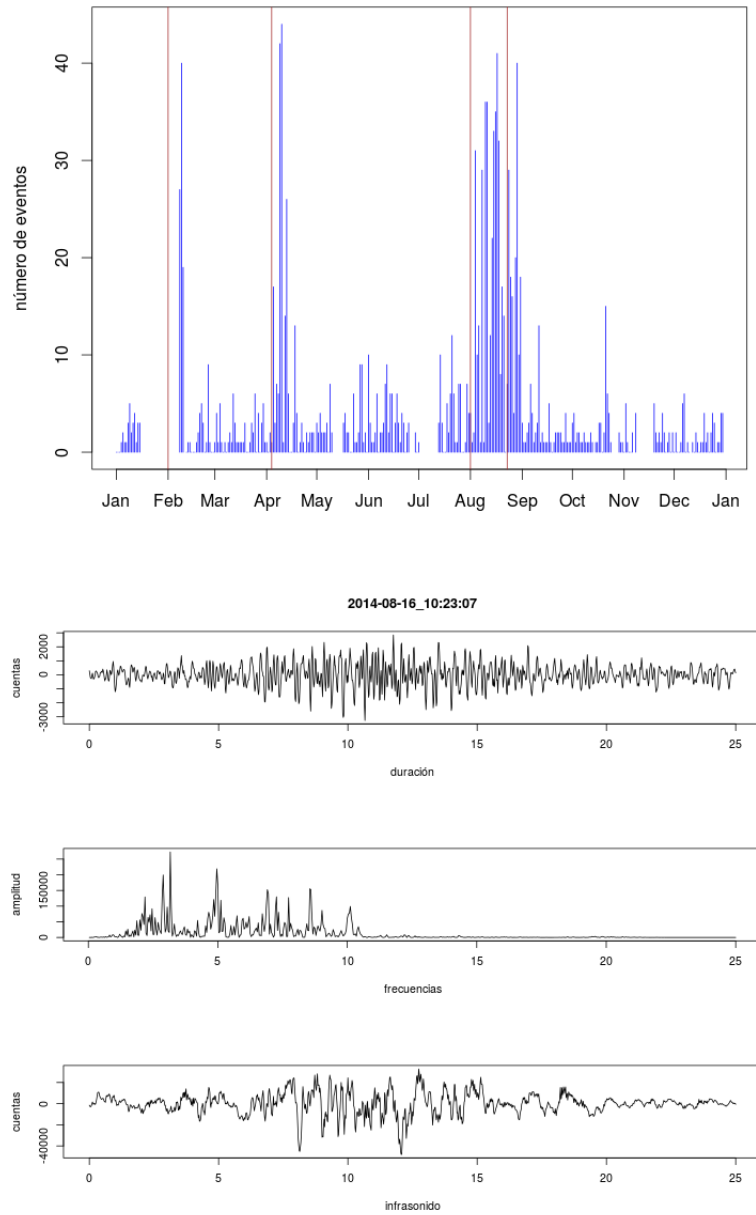 número de eventos
40
30
20
10
0
Jan Feb Mar Apr May Jun Jul Aug Sep Oct Nov Dec Jan
2014-08-16_10:23:07
cuentas
2000
0
-3000
0 5 10 15 20 25
duración
amplitud
150000
0
0 5 10 15 20 25
frecuencias
cuentas
0
-40000
0 5 10 15 20 25
infrasonido